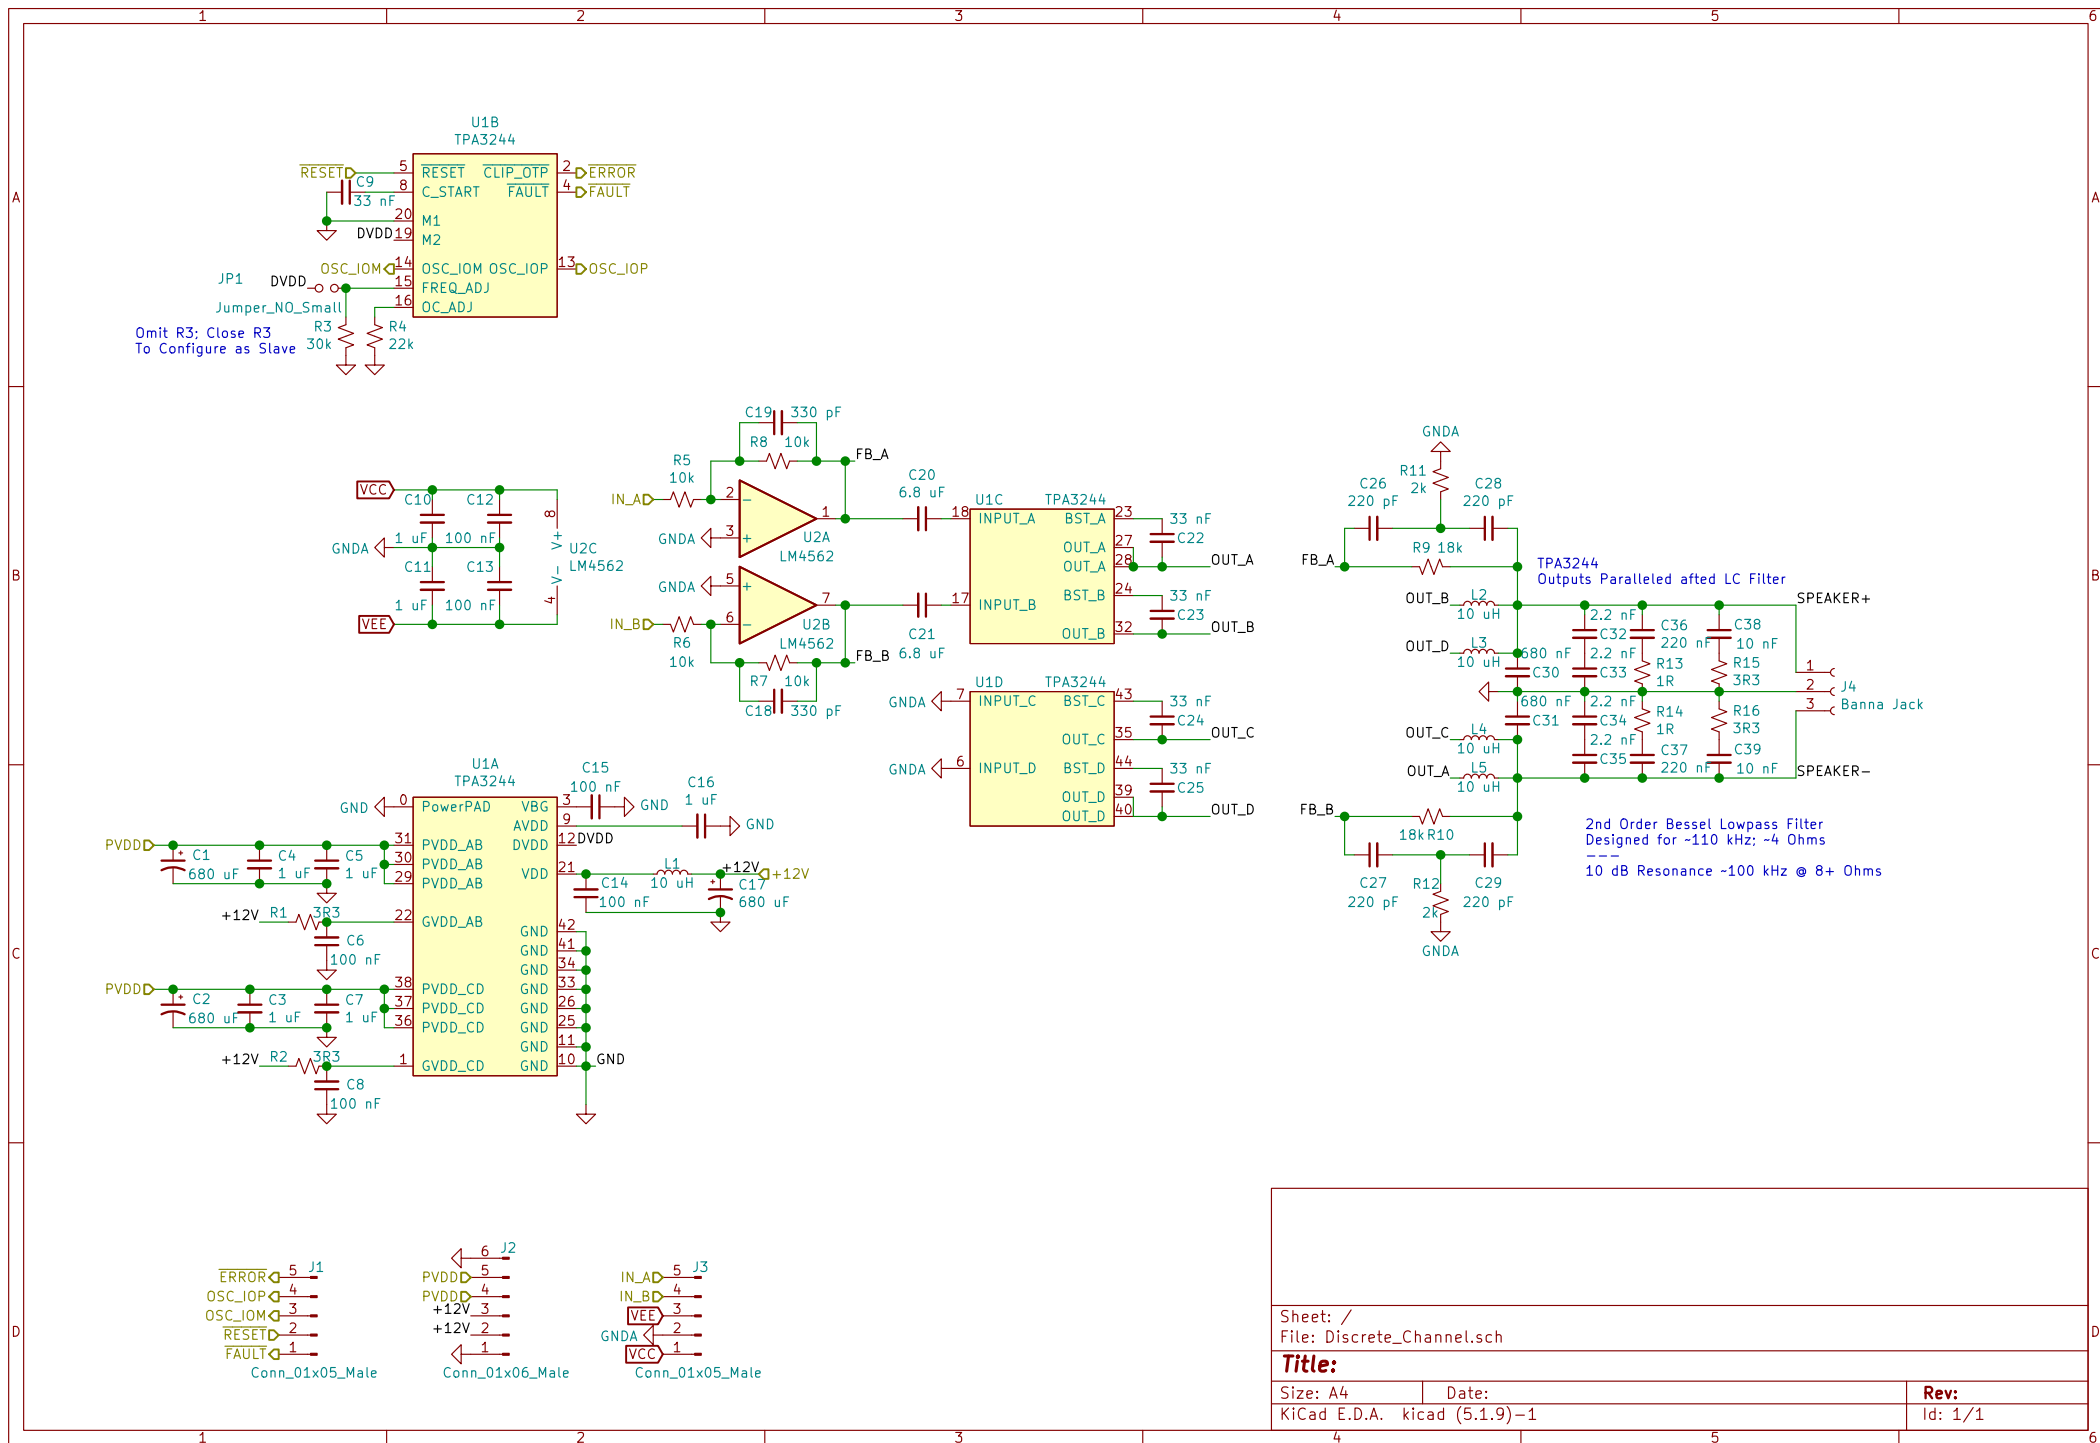 1 2 3 4 5 6
A
B
C
D
U1B
TPA3244
RESET
C9
33 nF
5 RESET
8 C_START
20 M1
DVDD 19 M2
OSC_IOM 14 OSC_IOM
15 FREQ_ADJ
16 OC_ADJ
CLIP_OTP 2 ERROR
FAULT 4 FAULT
OSC_IOP 13 OSC_IOP
JP1
DVDD
Jumper_NO_Small
Omit R3; Close R3
To Configure as Slave
R3
30k
R4
22k
VCC
C10
1 uF
C12
100 nF
GNDA
C11
1 uF
C13
100 nF
VEE
8 V+
4 V-
U2C
LM4562
C19 330 pF
R8 10k
FB_A
R5
10k
IN_A
2
3
1
GNDA
U2A
LM4562
GNDA
5
6
7
U2B
LM4562
IN_B
R6
10k
R7 10k
C18 330 pF
FB_B
C20
6.8 uF
C21
6.8 uF
U1C TPA3244
18 INPUT_A
17 INPUT_B
BST_A 23
OUT_A 27
OUT_A 28
BST_B 24
OUT_B 32
33 nF
C22
OUT_A
33 nF
C23
OUT_B
U1D TPA3244
GNDA 7 INPUT_C
GNDA 6 INPUT_D
BST_C 43
OUT_C 35
BST_D 44
OUT_D 39
OUT_D 40
33 nF
C24
OUT_C
33 nF
C25
OUT_D
GNDA
R11
2k
C26
220 pF
C28
220 pF
FB_A
R9 18k
TPA3244
Outputs Paralleled afted LC Filter
OUT_B
L2
10 uH
OUT_D
L3
10 uH
680 nF
C30
680 nF
C31
OUT_C
L4
10 uH
OUT_A
L5
10 uH
2.2 nF
C32
2.2 nF
C33
2.2 nF
C34
2.2 nF
C35
C36
220 nF
R13
1R
R14
1R
C37
220 nF
C38
10 nF
R15
3R3
R16
3R3
C39
10 nF
SPEAKER+
SPEAKER-
1
2
3
J4
Banna Jack
FB_B
18k R10
C27
220 pF
R12
2k
C29
220 pF
GNDA
2nd Order Bessel Lowpass Filter
Designed for ~110 kHz; ~4 Ohms
---
10 dB Resonance ~100 kHz @ 8+ Ohms
U1A
TPA3244
GND 0 PowerPAD
PVDD
C1
680 uF
C4
1 uF
C5
1 uF
31 PVDD_AB
30 PVDD_AB
29 PVDD_AB
+12V R1 3R3
22 GVDD_AB
C6
100 nF
PVDD
C2
680 uF
C3
1 uF
C7
1 uF
38 PVDD_CD
37 PVDD_CD
36 PVDD_CD
+12V R2 3R3
1 GVDD_CD
C8
100 nF
VBG 3
AVDD 9
DVDD 12 DVDD
VDD 21
C15
100 nF
GND
C16
1 uF
GND
C14
100 nF
L1
10 uH
+12V
+12V
C17
680 uF
GND 42
GND 41
GND 34
GND 33
GND 26
GND 25
GND 11
GND 10 GND
J1
ERROR 5
OSC_IOP 4
OSC_IOM 3
RESET 2
FAULT 1
Conn_01x05_Male
J2
6
PVDD 5
PVDD 4
+12V 3
+12V 2
1
Conn_01x06_Male
J3
IN_A 5
IN_B 4
VEE 3
GNDA 2
VCC 1
Conn_01x05_Male
Sheet: /
File: Discrete_Channel.sch
Title:
Size: A4 Date: Rev:
KiCad E.D.A. kicad (5.1.9)-1 Id: 1/1
A
B
C
D
1 2 3 4 5 6